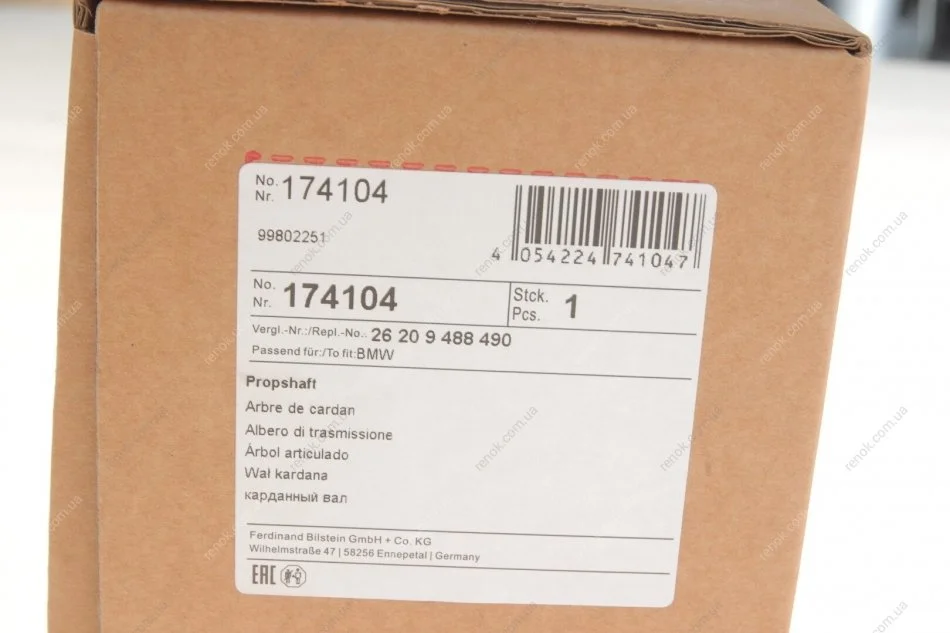 No.
Nr. 174104
99802251
4 054224 741047
No.
Nr. 174104
Stck.
Pcs. 1
Vergl.-Nr.:/Repl.-No.: 26 20 9 488 490
Passend für:/To fit:BMW
Propshaft
Arbre de cardan
Albero di trasmissione
Árbol articulado
Wał kardana
карданный вал
Ferdinand Bilstein GmbH + Co. KG
Wilhelmstraße 47 | 58256 Ennepetal | Germany
EAC
renok.com.ua